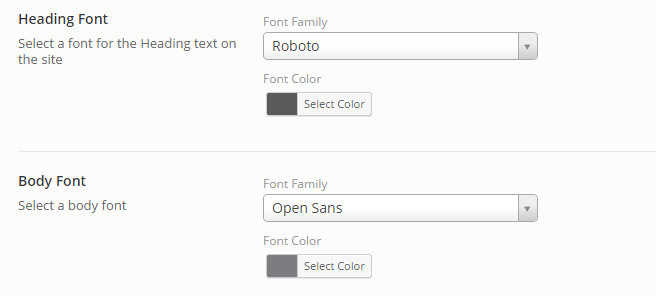 Heading Font
Select a font for the Heading text on
the site
Font Family
Roboto
Font Color
Select Color
Body Font
Select a body font
Font Family
Open Sans
Font Color
Select Color